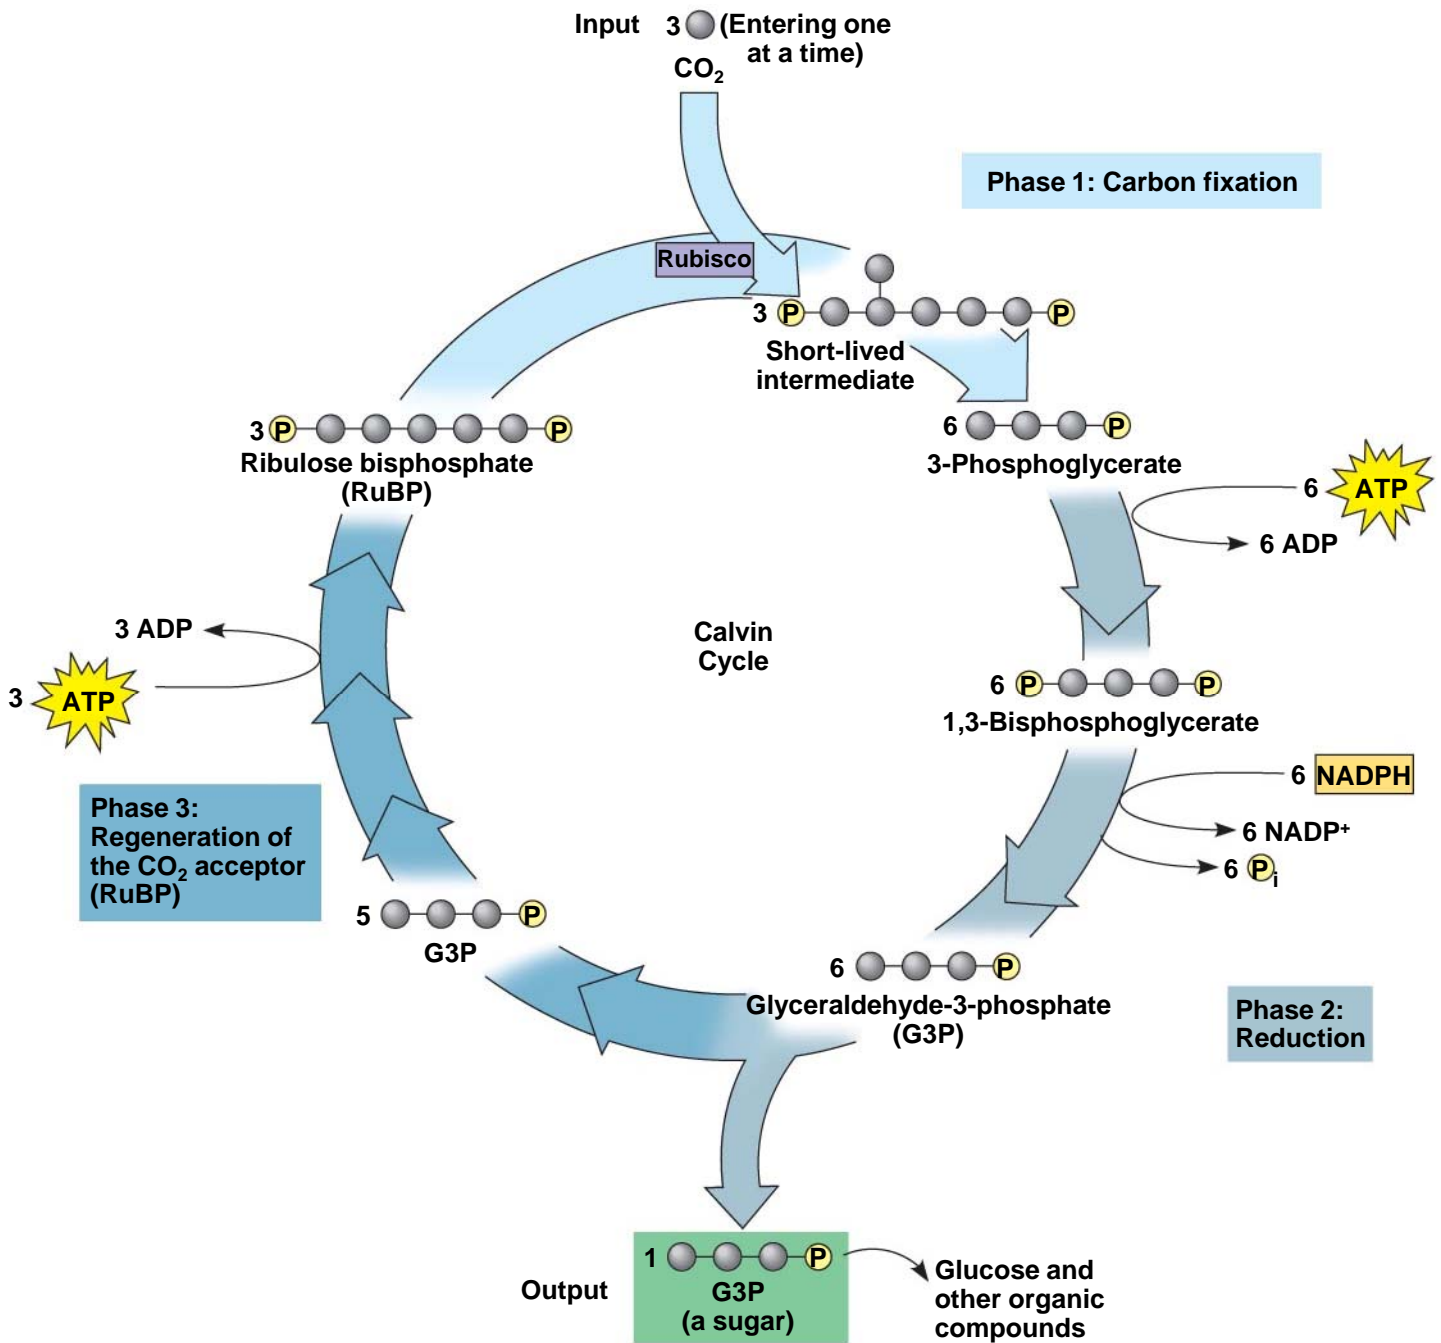 Input 3 (Entering one
at a time)
CO₂
Phase 1: Carbon fixation
Rubisco
3 P P
Short-lived
intermediate
3 P P
Ribulose bisphosphate
(RuBP)
6 P
3-Phosphoglycerate
6 ATP
6 ADP
3 ADP
3 ATP
Calvin
Cycle
6 P P
1,3-Bisphosphoglycerate
6 NADPH
6 NADP⁺
6 Pᵢ
Phase 3:
Regeneration of
the CO₂ acceptor
(RuBP)
5 P
G3P
6 P
Glyceraldehyde-3-phosphate
(G3P)
Phase 2:
Reduction
Output
1 P
G3P
(a sugar)
Glucose and
other organic
compounds